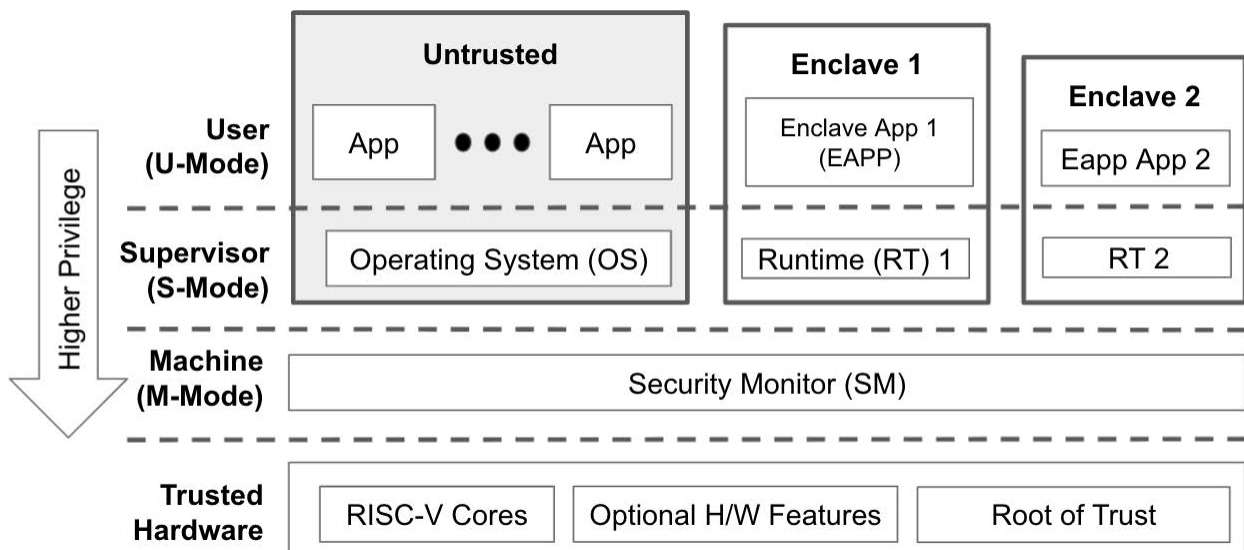 Untrusted
Enclave 1
Enclave 2
User
(U-Mode)
App
App
Enclave App 1
(EAPP)
Eapp App 2
Higher Privilege
Supervisor
(S-Mode)
Operating System (OS)
Runtime (RT) 1
RT 2
Machine
(M-Mode)
Security Monitor (SM)
Trusted
Hardware
RISC-V Cores
Optional H/W Features
Root of Trust